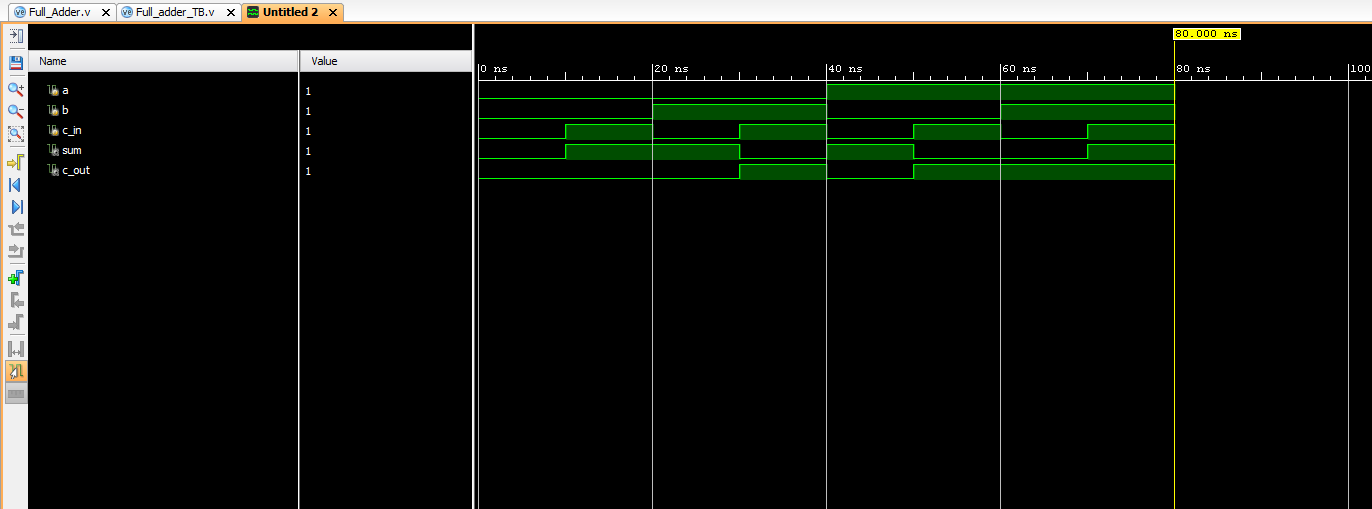 Full_Adder.v Full_adder_TB.v Untitled 2
80.000 ns
Name Value
0 ns 20 ns 40 ns 60 ns 80 ns 100
a 1
b 1
c_in 1
sum 1
c_out 1